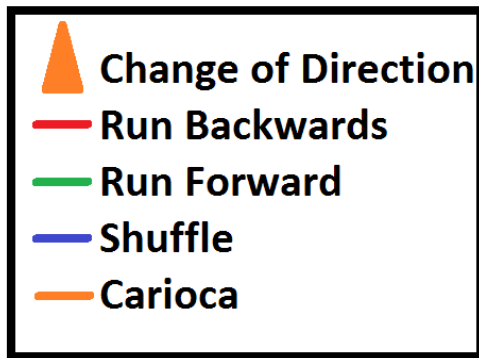 Change of Direction
Run Backwards
Run Forward
Shuffle
Carioca